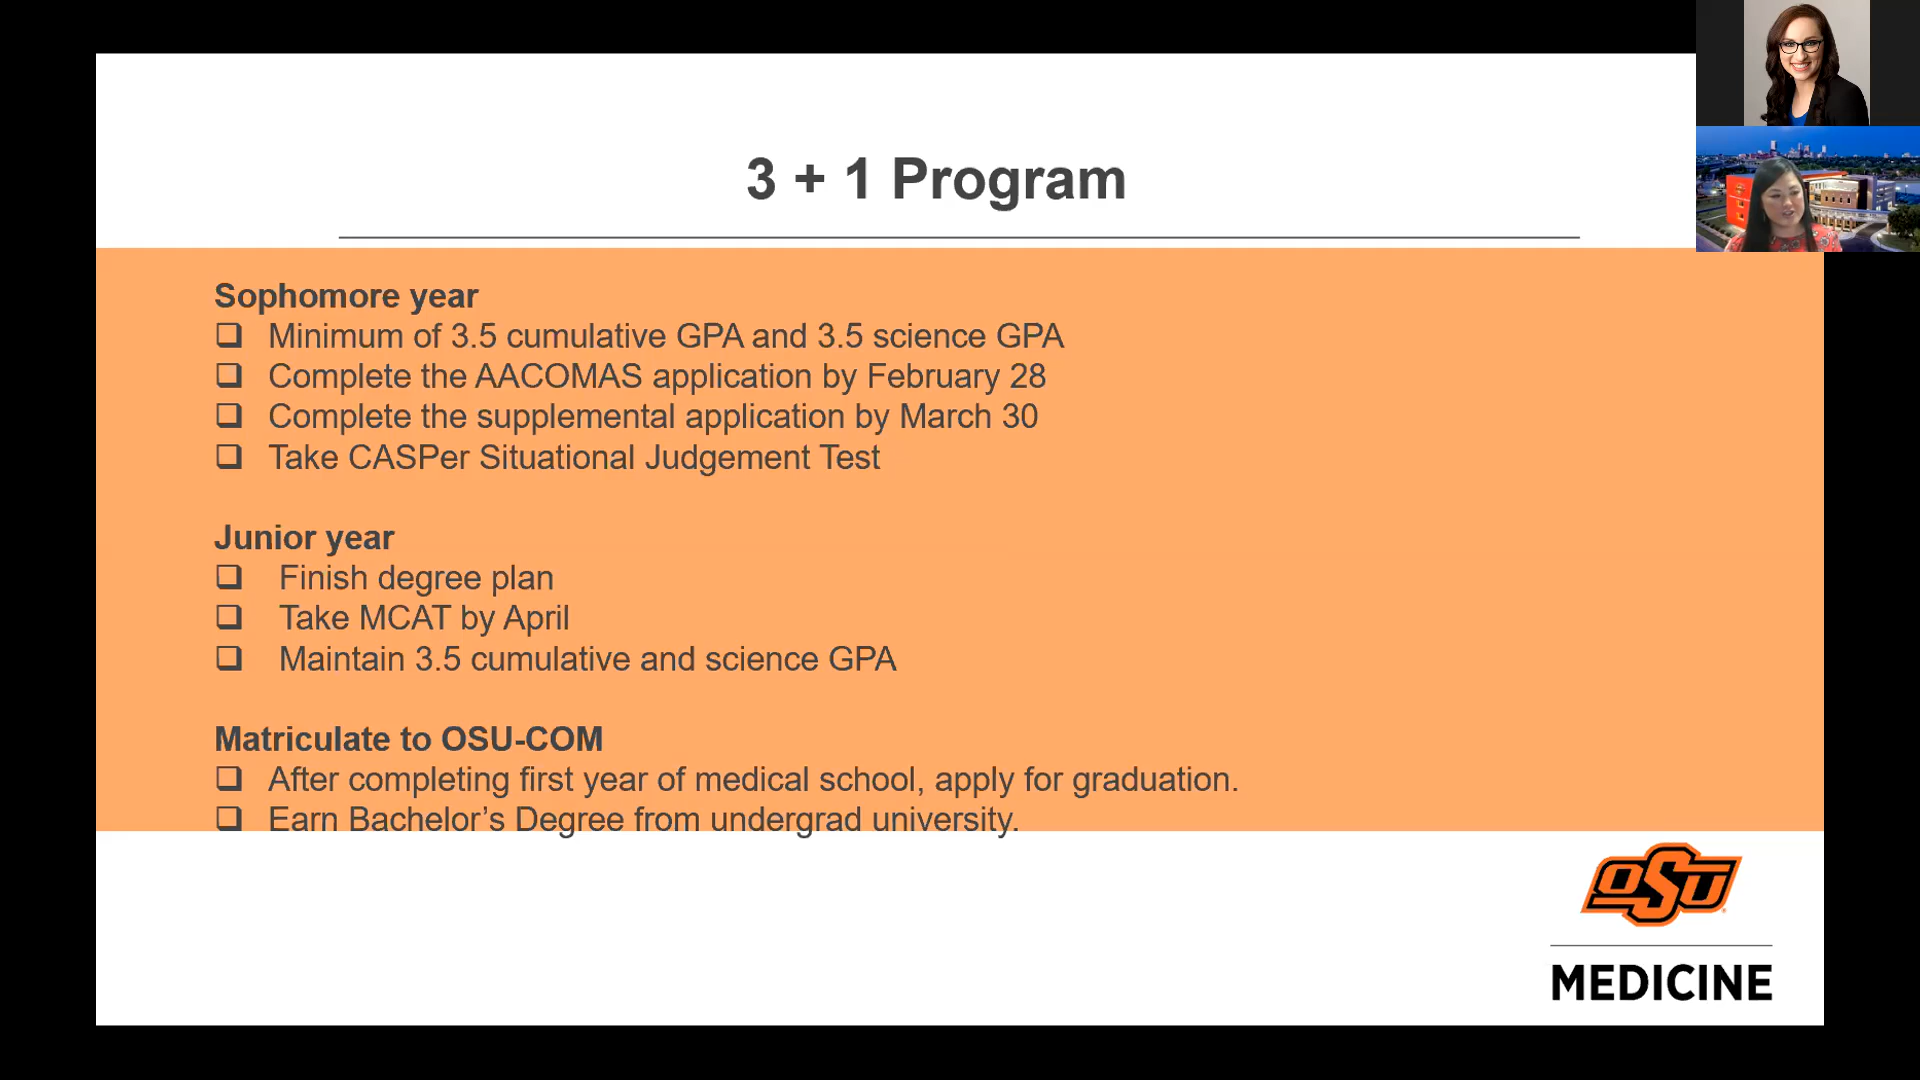 3 + 1 Program
Sophomore year
Minimum of 3.5 cumulative GPA and 3.5 science GPA
Complete the AACOMAS application by February 28
Complete the supplemental application by March 30
Take CASPer Situational Judgement Test
Junior year
Finish degree plan
Take MCAT by April
Maintain 3.5 cumulative and science GPA
Matriculate to OSU-COM
After completing first year of medical school, apply for graduation.
Earn Bachelor’s Degree from undergrad university.
OSU
MEDICINE